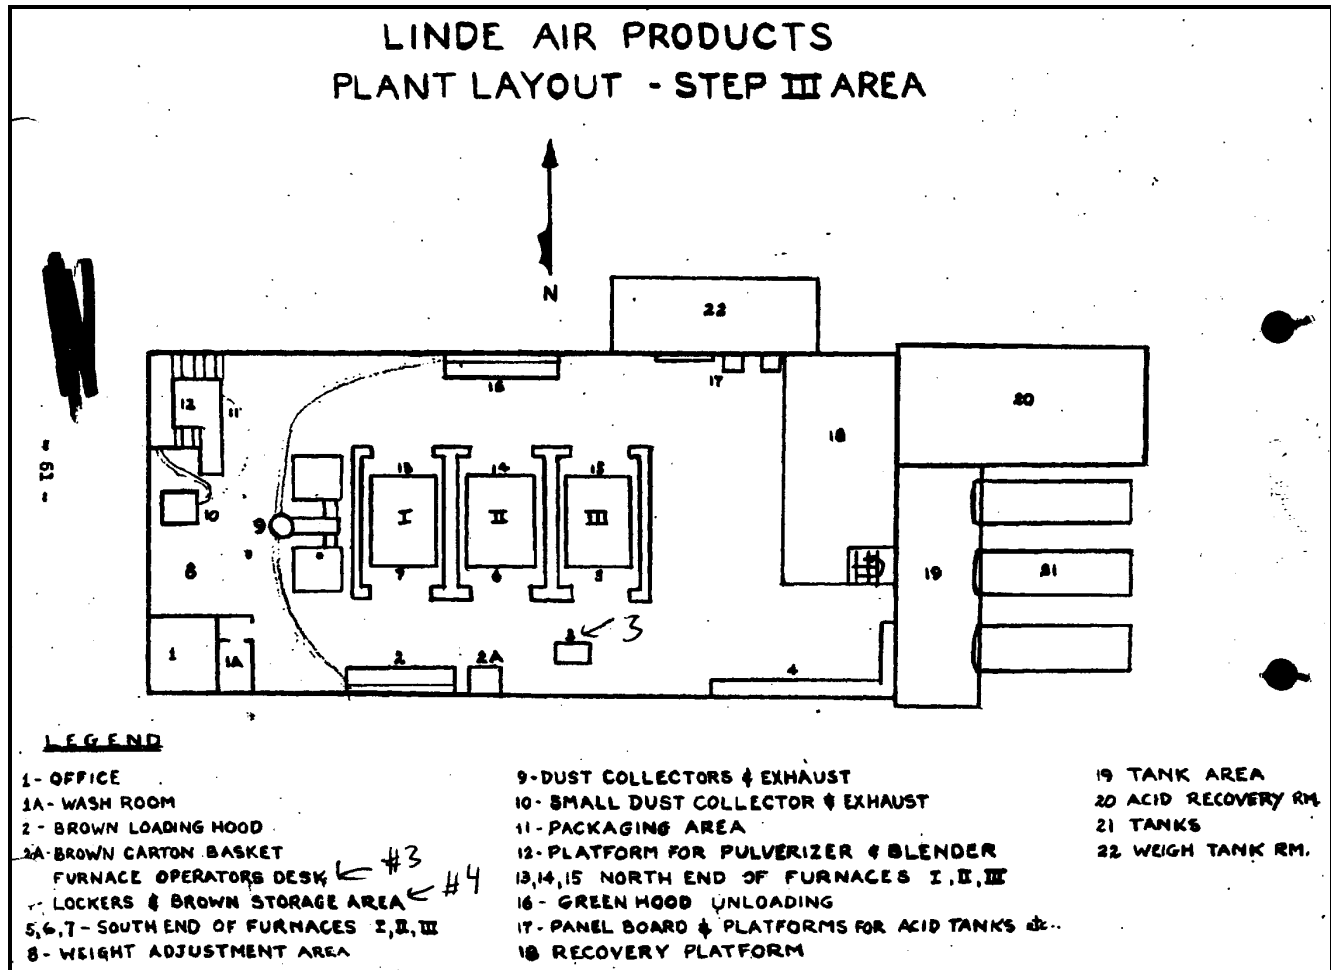 LINDE AIR PRODUCTS
PLANT LAYOUT - STEP III AREA
N
22
16
17
12
11
18
20
13
14
15
10
9
I
II
III
8
7
6
5
19
21
3
1
1A
2
2A
4
- 51 -
LEGEND
1- OFFICE
1A- WASH ROOM
2 - BROWN LOADING HOOD
2A- BROWN CARTON BASKET
FURNACE OPERATORS DESK #3
LOCKERS & BROWN STORAGE AREA #4
5,6,7- SOUTH END OF FURNACES I,II,III
8- WEIGHT ADJUSTMENT AREA
9-DUST COLLECTORS & EXHAUST
10- SMALL DUST COLLECTOR & EXHAUST
11- PACKAGING AREA
12- PLATFORM FOR PULVERIZER & BLENDER
13,14,15 NORTH END OF FURNACES I,II,III
16 - GREEN HOOD UNLOADING
17- PANEL BOARD & PLATFORMS FOR ACID TANKS etc..
18 RECOVERY PLATFORM
19 TANK AREA
20 ACID RECOVERY RM.
21 TANKS
22 WEIGH TANK RM.